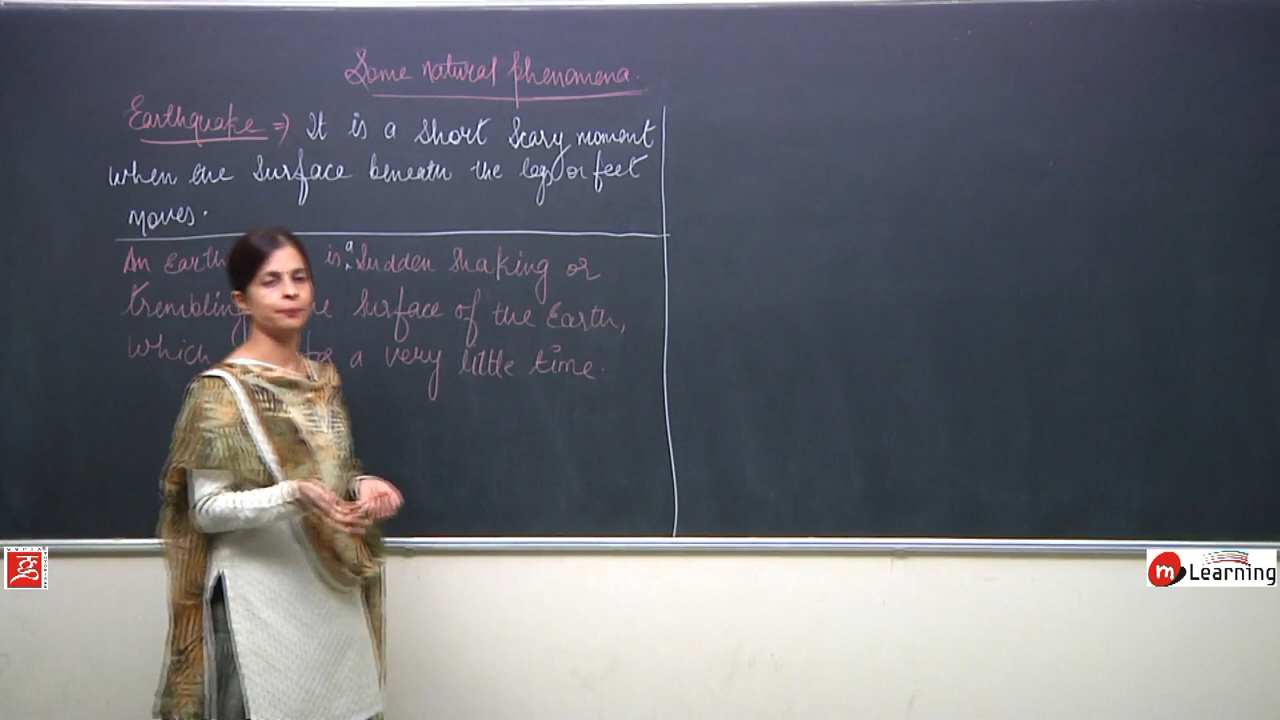 Some natural phenomena.
Earthquake => It is a short scary moment
when the surface beneath the legs or feet
moves.
An Earth is a sudden shaking or
trembling surface of the Earth,
which for a very little time.
m Learning